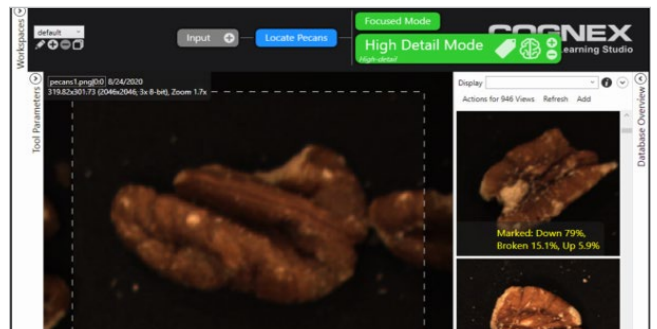 Workspaces
default
Input
Locate Pecans
Focused Mode
High Detail Mode
High-detail
COGNEX
Learning Studio
Tool Parameters
pecans1.png[0:0] 8/24/2020
319.82x301.73 (2046x2046; 3x 8-bit), Zoom 1.7x
Display
Actions for 946 Views Refresh Add
Database Overview
Marked: Down 79%,
Broken 15.1%, Up 5.9%